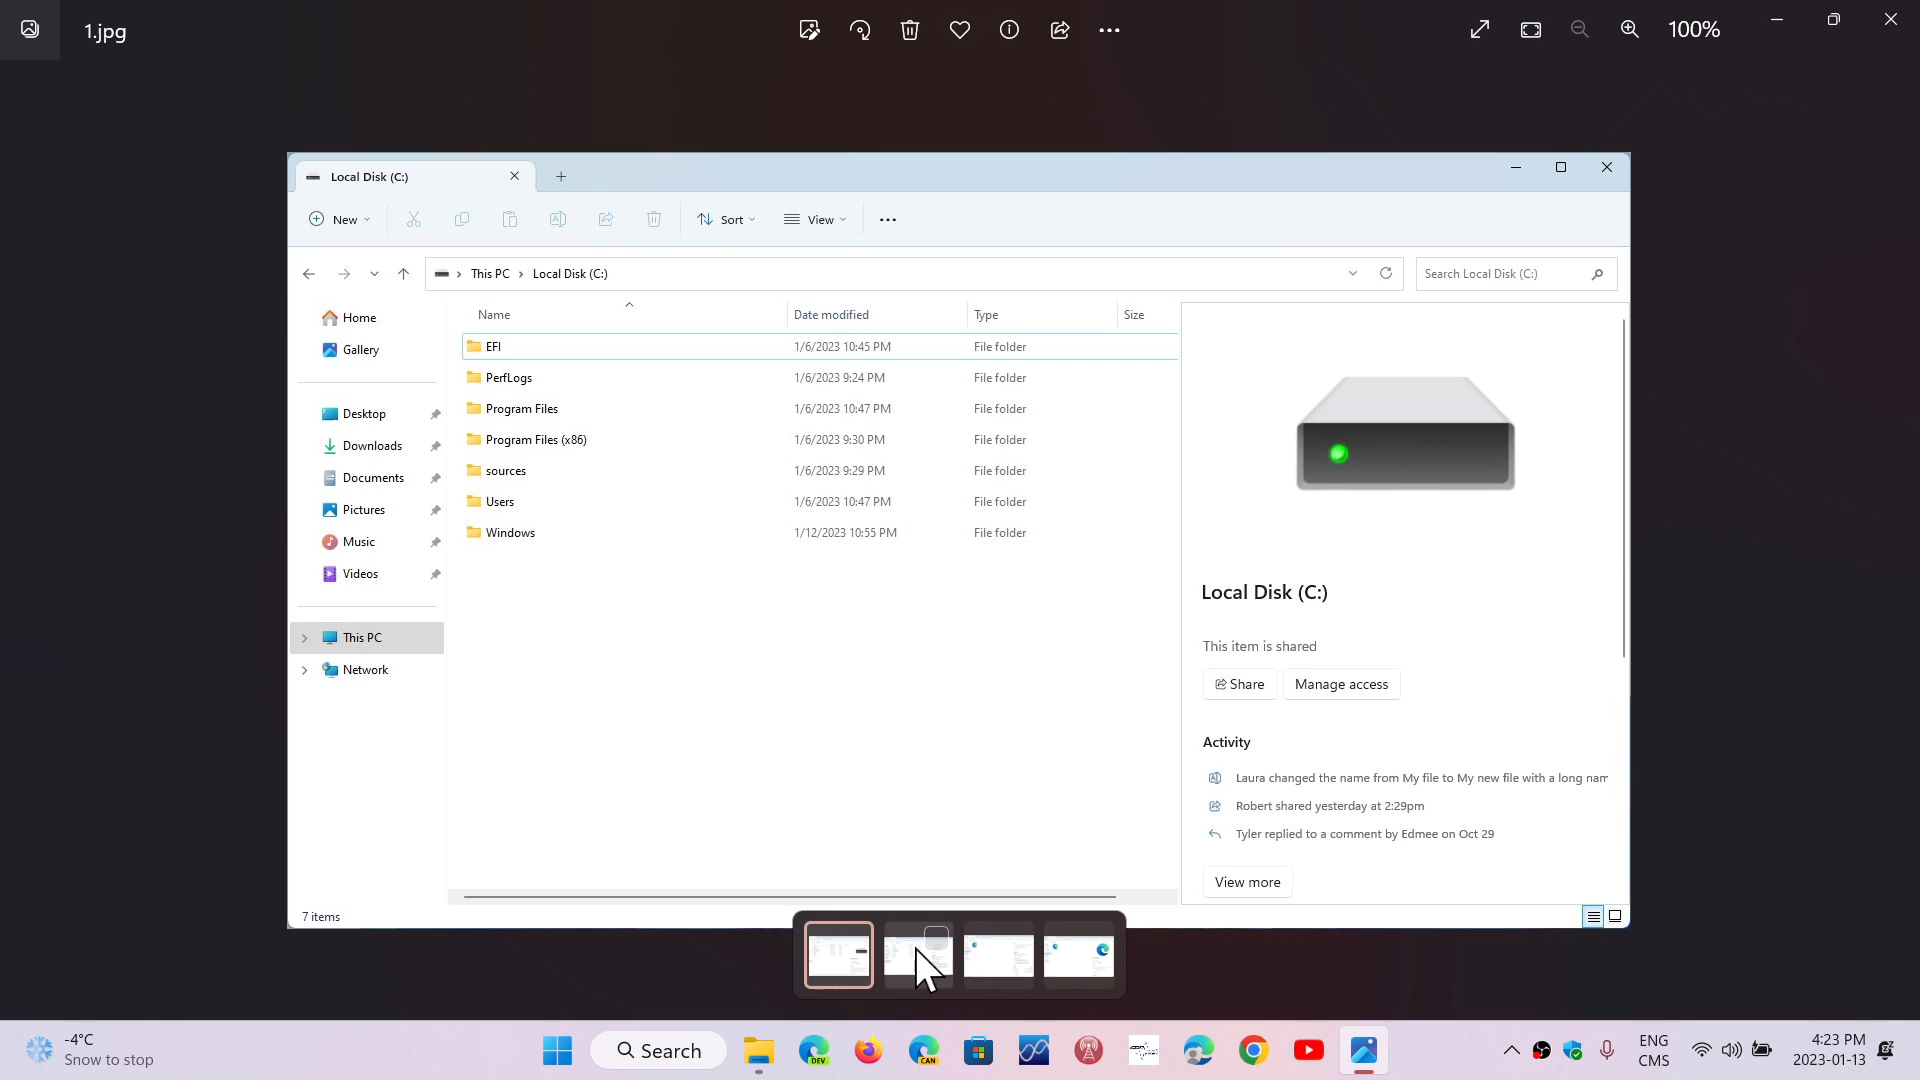 1.jpg
100%
Local Disk (C:)
New
Sort
View
This PC
Local Disk (C:)
Search Local Disk (C:)
Home
Gallery
Desktop
Downloads
Documents
Pictures
Music
Videos
This PC
Network
Name Date modified Type Size
EFI 1/6/2023 10:45 PM File folder
PerfLogs 1/6/2023 9:24 PM File folder
Program Files 1/6/2023 10:47 PM File folder
Program Files (x86) 1/6/2023 9:30 PM File folder
sources 1/6/2023 9:29 PM File folder
Users 1/6/2023 10:47 PM File folder
Windows 1/12/2023 10:55 PM File folder
Local Disk (C:)
This item is shared
Share
Manage access
Activity
Laura changed the name from My file to My new file with a long nam
Robert shared yesterday at 2:29pm
Tyler replied to a comment by Edmee on Oct 29
View more
7 items
-4°C
Snow to stop
Search
DEV
CAN
ENG
CMS
4:23 PM
2023-01-13